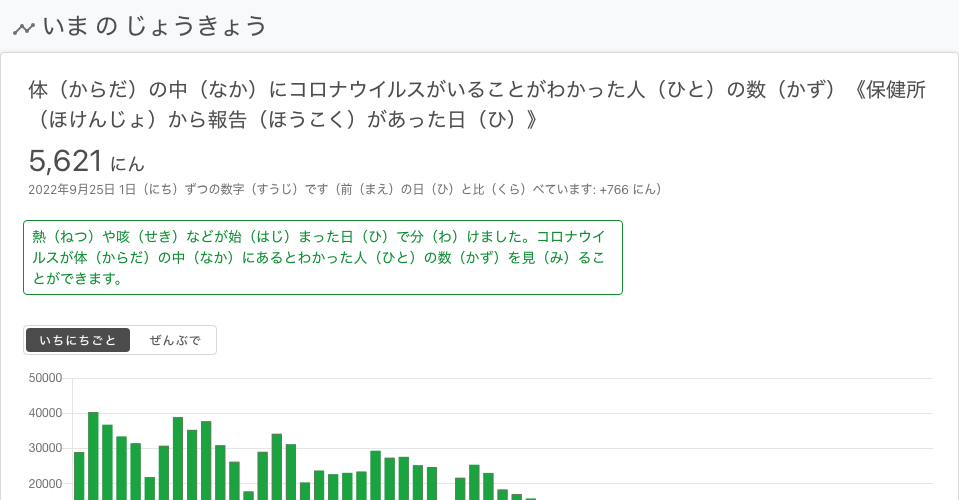 いま の じょうきょう
体（からだ）の中（なか）にコロナウイルスがいることがわかった人（ひと）の数（かず）《保健所
（ほけんじょ）から報告（ほうこく）があった日（ひ）》
5,621 にん
2022年9月25日 1日（にち）ずつの数字（すうじ）です（前（まえ）の日（ひ）と比（くら）べています: +766 にん）
熱（ねつ）や咳（せき）などが始（はじ）まった日（ひ）で分（わ）けました。コロナウイ
ルスが体（からだ）の中（なか）にあるとわかった人（ひと）の数（かず）を見（み）るこ
とができます。
いちにちごと ぜんぶで
50000
40000
30000
20000